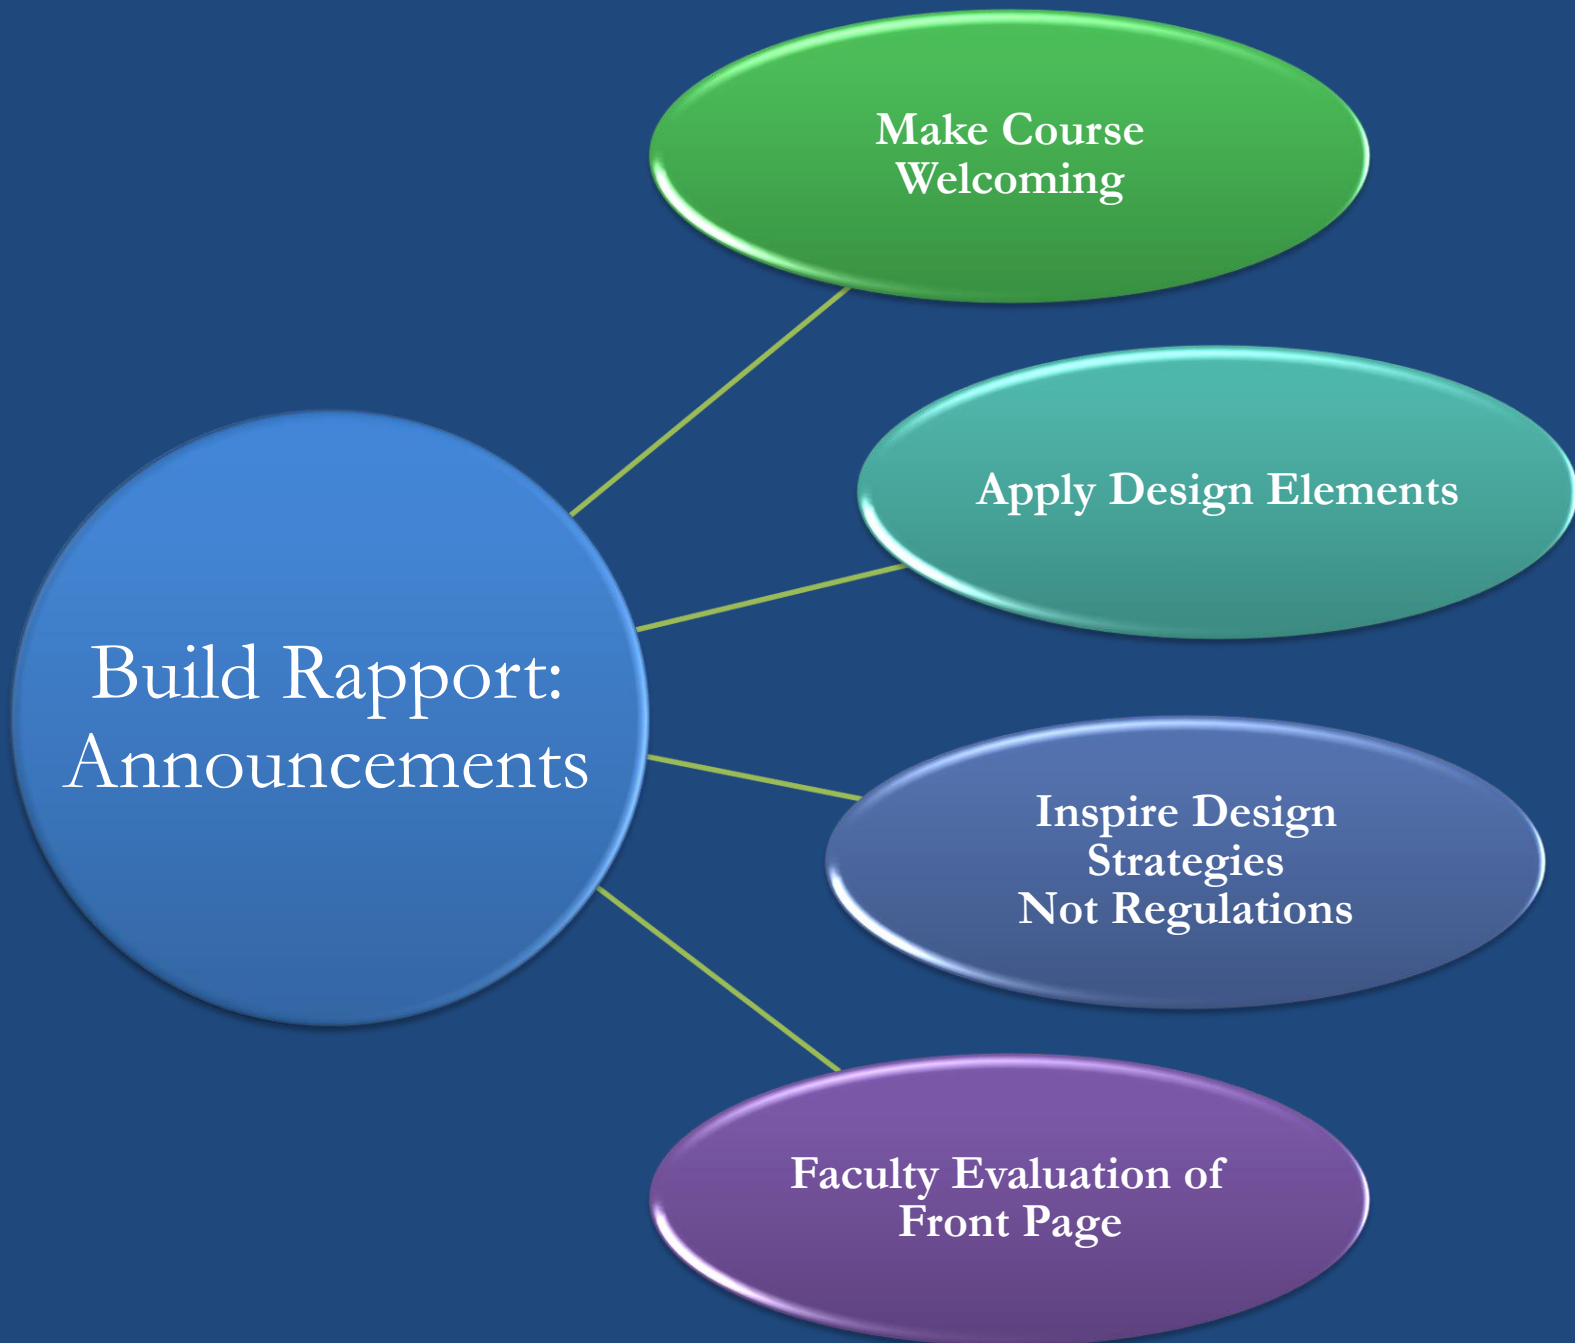 Make Course
Welcoming
Apply Design Elements
Build Rapport:
Announcements
Inspire Design
Strategies
Not Regulations
Faculty Evaluation of
Front Page